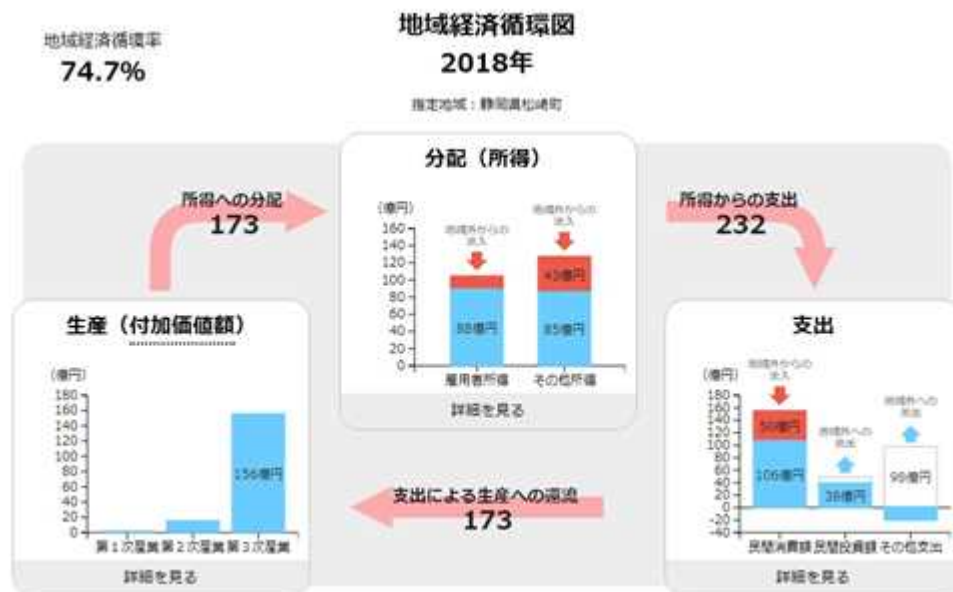 地域経済循環図
2018年
地域経済循環率
74.7%
指定地域：静岡県松崎町
分配（所得）
所得への分配
173
所得からの支出
232
（億円）
地域外からの
流入
地域外からの
流入
160
140
120
100
80
60
40
20
0
43億円
88億円
85億円
雇用者所得
その他所得
詳細を見る
生産（付加価値額）
（億円）
180
160
140
120
100
80
60
40
20
0
156億円
第１次産業
第２次産業
第３次産業
詳細を見る
支出による生産への還流
173
支出
（億円）
地域外からの
流入
地域外への
流出
地域外への
流出
180
160
140
120
100
80
60
40
20
0
-20
-40
50億円
106億円
38億円
民間消費額
民間投資額
その他支出
詳細を見る